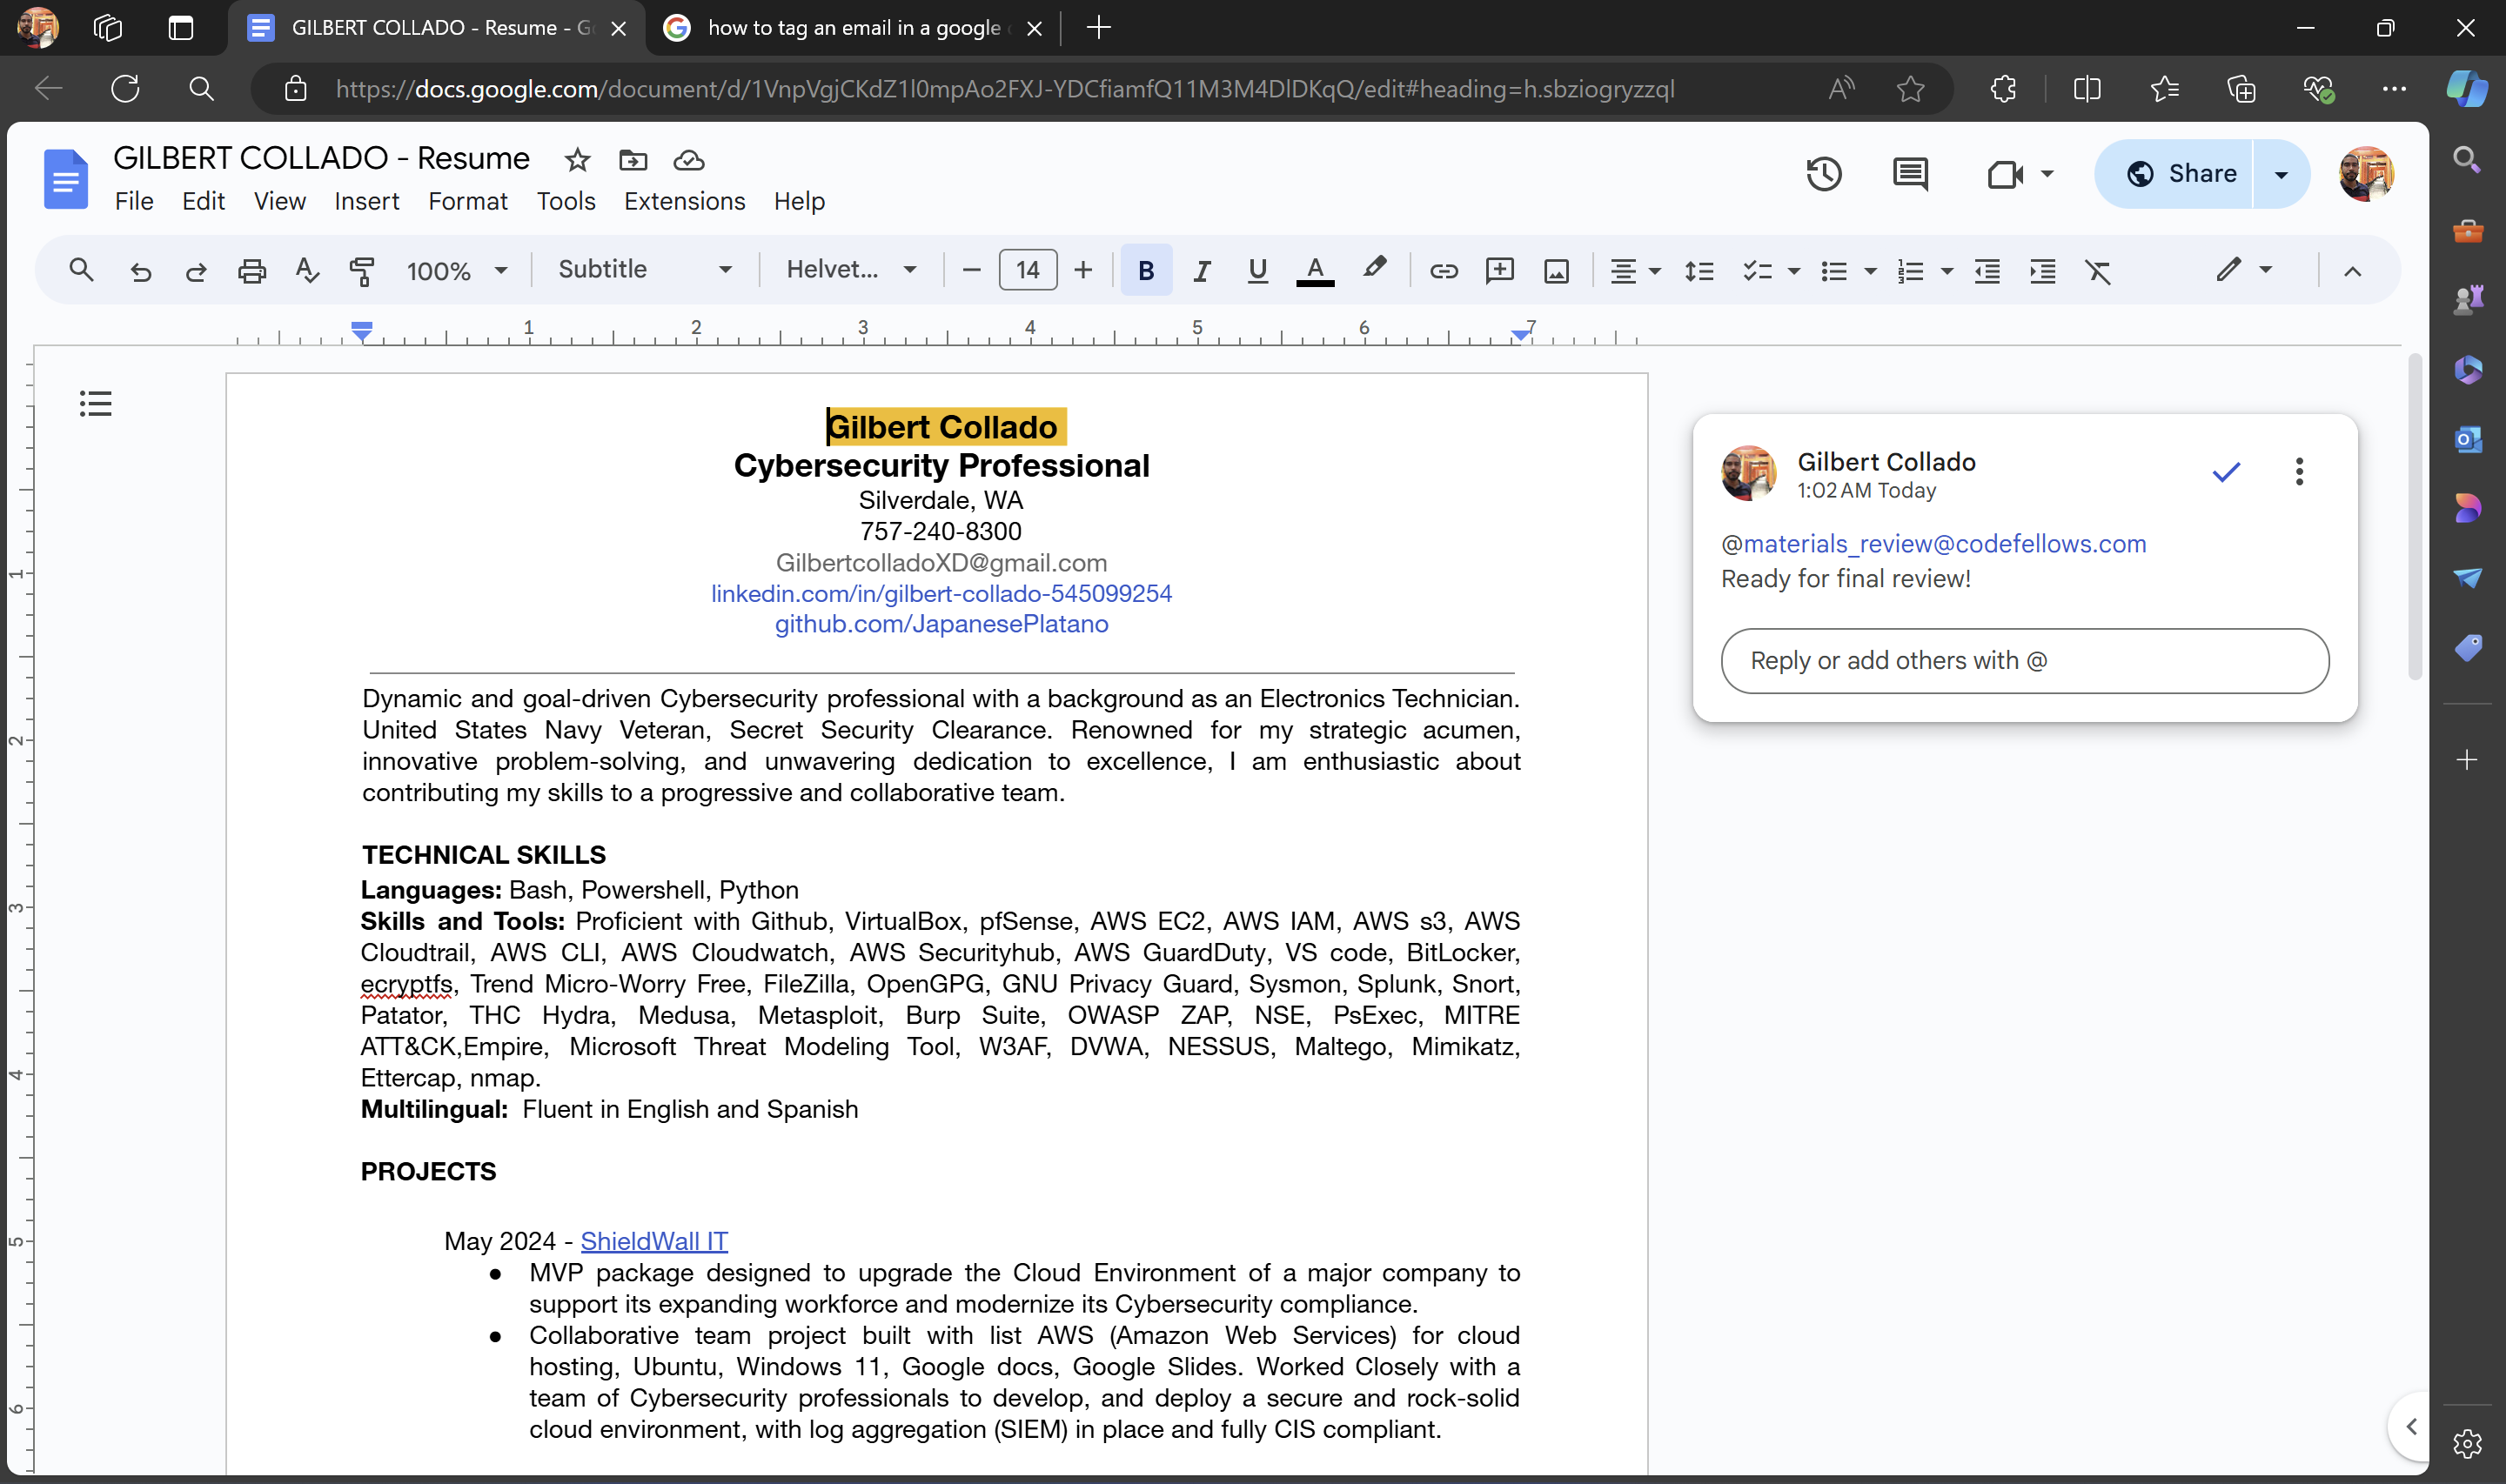 GILBERT COLLADO - Resume - G
how to tag an email in a google
https://docs.google.com/document/d/1VnpVgjCKdZ1l0mpAo2FXJ-YDCfiamfQ11M3M4DlDKqQ/edit#heading=h.sbziogryzzql
GILBERT COLLADO - Resume
File Edit View Insert Format Tools Extensions Help
Share
100% Subtitle Helvet... 14 B I U A
1 2 3 4 5 6 7
Gilbert Collado
Cybersecurity Professional
Silverdale, WA
757-240-8300
GilbertcolladoXD@gmail.com
linkedin.com/in/gilbert-collado-545099254
github.com/JapanesePlatano
Gilbert Collado
1:02 AM Today
@materials_review@codefellows.com
Ready for final review!
Reply or add others with @
Dynamic and goal-driven Cybersecurity professional with a background as an Electronics Technician.
United States Navy Veteran, Secret Security Clearance. Renowned for my strategic acumen,
innovative problem-solving, and unwavering dedication to excellence, I am enthusiastic about
contributing my skills to a progressive and collaborative team.
TECHNICAL SKILLS
Languages: Bash, Powershell, Python
Skills and Tools: Proficient with Github, VirtualBox, pfSense, AWS EC2, AWS IAM, AWS s3, AWS
Cloudtrail, AWS CLI, AWS Cloudwatch, AWS Securityhub, AWS GuardDuty, VS code, BitLocker,
ecryptfs, Trend Micro-Worry Free, FileZilla, OpenGPG, GNU Privacy Guard, Sysmon, Splunk, Snort,
Patator, THC Hydra, Medusa, Metasploit, Burp Suite, OWASP ZAP, NSE, PsExec, MITRE
ATT&CK,Empire, Microsoft Threat Modeling Tool, W3AF, DVWA, NESSUS, Maltego, Mimikatz,
Ettercap, nmap.
Multilingual: Fluent in English and Spanish
PROJECTS
May 2024 - ShieldWall IT
● MVP package designed to upgrade the Cloud Environment of a major company to
support its expanding workforce and modernize its Cybersecurity compliance.
● Collaborative team project built with list AWS (Amazon Web Services) for cloud
hosting, Ubuntu, Windows 11, Google docs, Google Slides. Worked Closely with a
team of Cybersecurity professionals to develop, and deploy a secure and rock-solid
cloud environment, with log aggregation (SIEM) in place and fully CIS compliant.
1
2
3
4
5
6